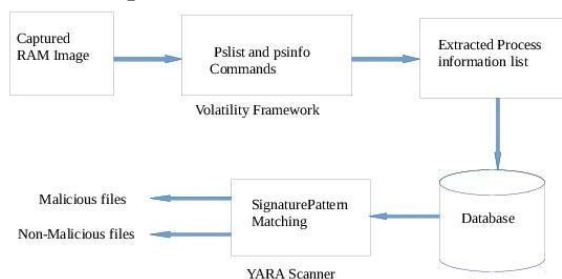 Captured
RAM Image
Pslist and psinfo
Commands
Extracted Process
information list
Volatility Framework
Malicious files
Non-Malicious files
SignaturePattern
Matching
Database
YARA Scanner